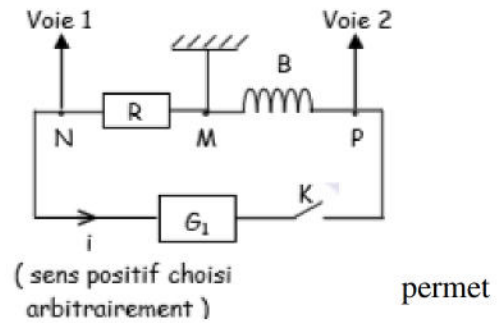 Voie 1 Voie 2
B
R
N M P
K
G₁
i
( sens positif choisi
arbitrairement )
permet